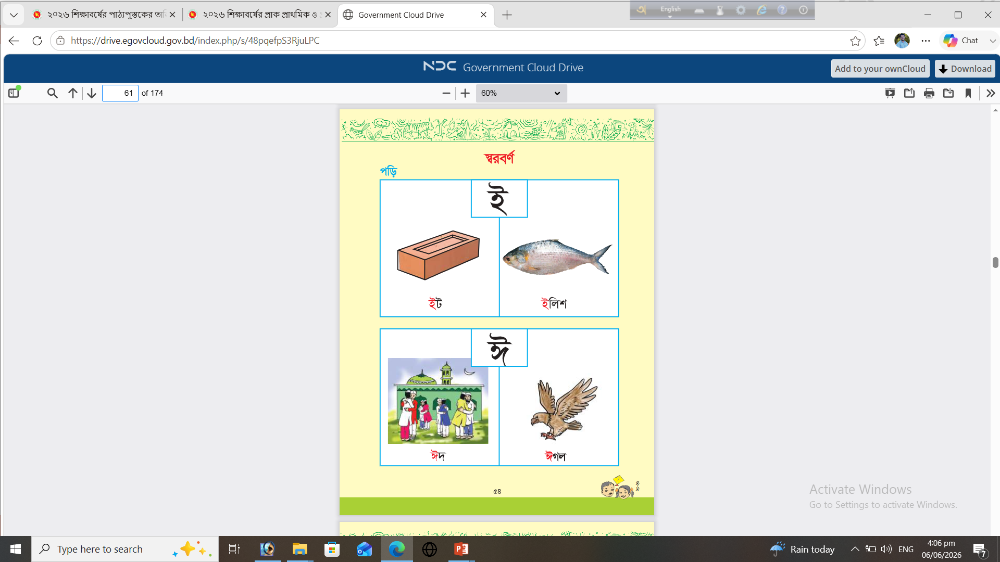 ২০২৬ শিক্ষাবর্ষের পাঠ্যপুস্তকের তালি
২০২৬ শিক্ষাবর্ষের প্রাক প্রাথমিক ও
Government Cloud Drive
English
https://drive.egovcloud.gov.bd/index.php/s/48pqefpS3RjuLPC
Chat
NDC Government Cloud Drive
Add to your ownCloud
Download
61 of 174
60%
স্বরবর্ণ
পড়ি
ই
ইট
ইলিশ
ঈ
ঈদ
ঈগল
৫৪
Activate Windows
Go to Settings to activate Windows.
Type here to search
Rain today
ENG
4:06 pm
06/06/2026
7